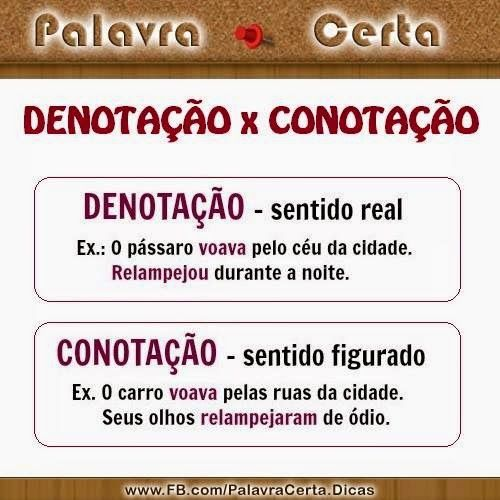 Palavra Certa
DENOTAÇÃO x CONOTAÇÃO
DENOTAÇÃO - sentido real
Ex.: O pássaro voava pelo céu da cidade.
Relampejou durante a noite.
CONOTAÇÃO - sentido figurado
Ex. O carro voava pelas ruas da cidade.
Seus olhos relampejaram de ódio.
www.FB.com/PalavraCerta.Dicas